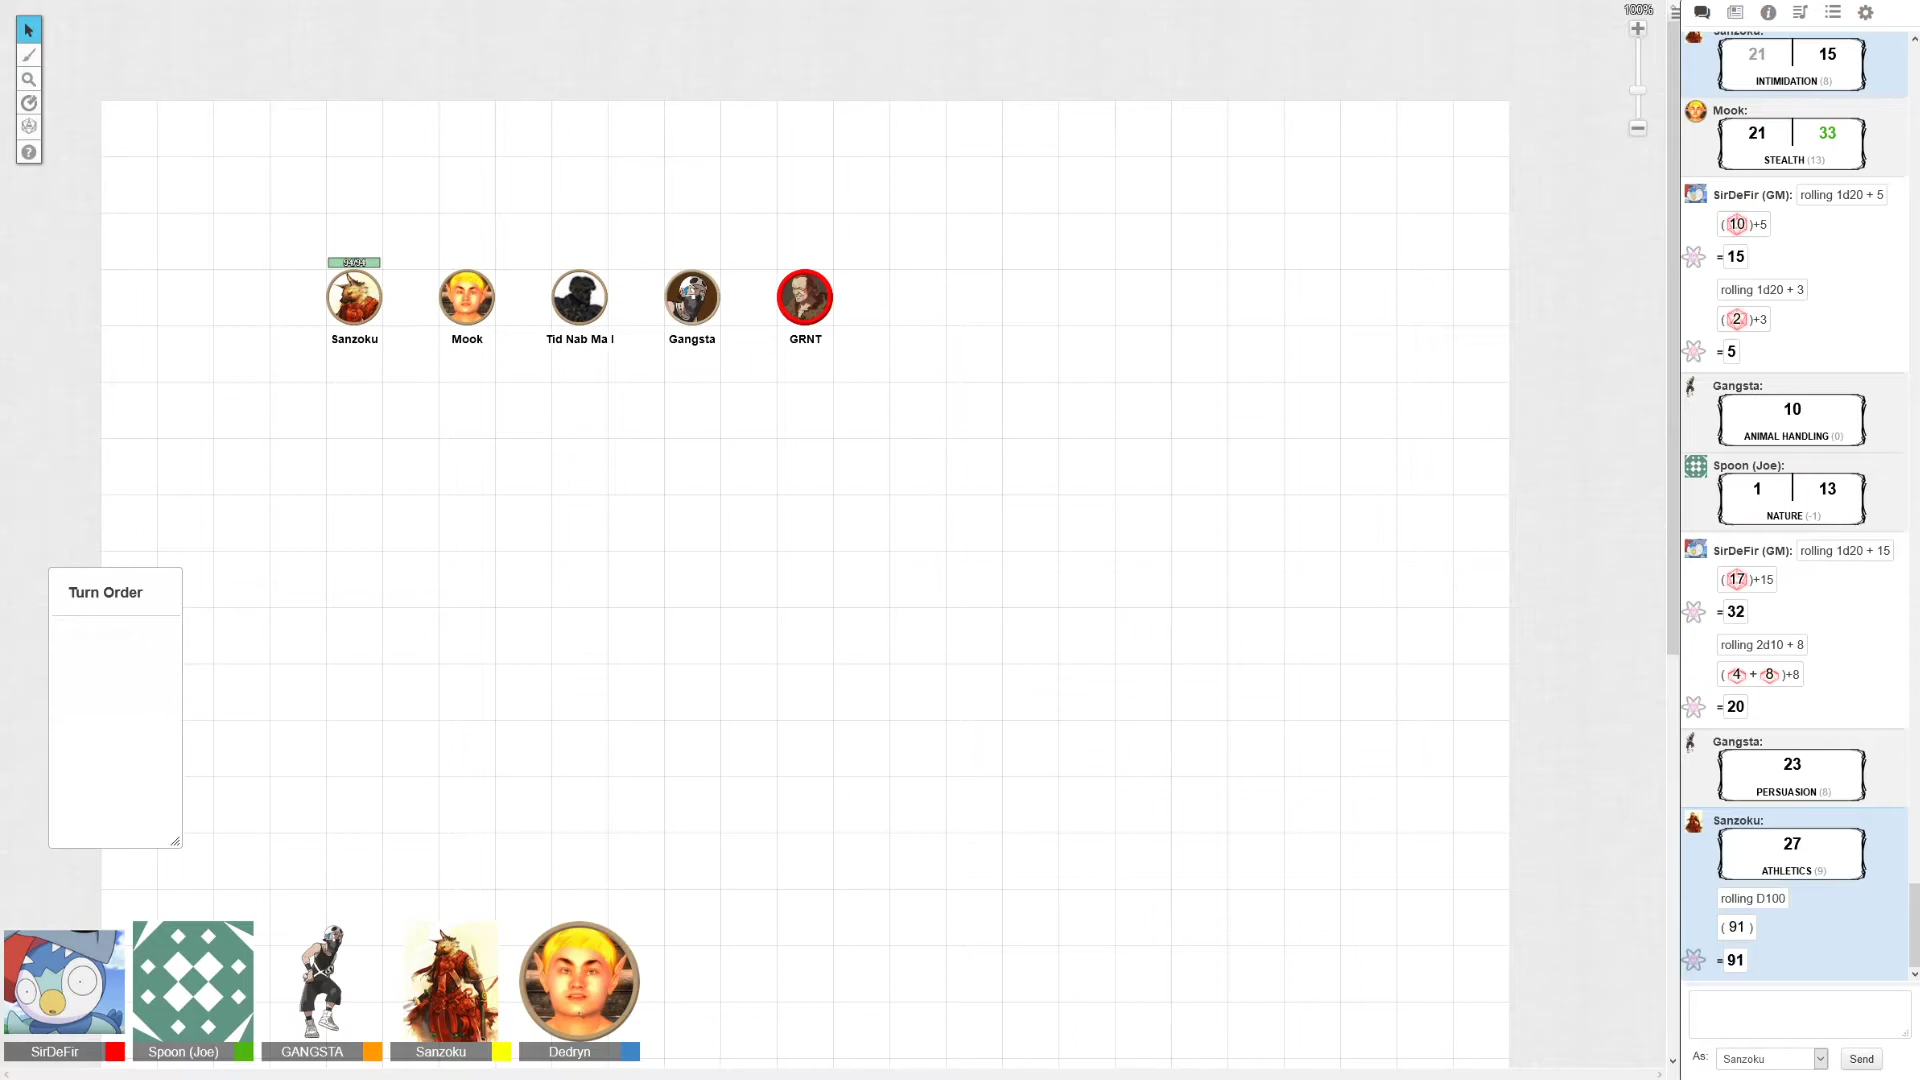 100%
94/94
Sanzoku
Mook
Tid Nab Ma I
Gangsta
GRNT
Turn Order
SirDeFir
Spoon (Joe)
GANGSTA
Sanzoku
Dedryn
Sanzoku:
21 15
INTIMIDATION (8)
Mook:
21 33
STEALTH (13)
SirDeFir (GM): rolling 1d20 + 5
(10)+5
=15
rolling 1d20 + 3
(2)+3
=5
Gangsta:
10
ANIMAL HANDLING (0)
Spoon (Joe):
1 13
NATURE (-1)
SirDeFir (GM): rolling 1d20 + 15
(17)+15
=32
rolling 2d10 + 8
(4+8)+8
=20
Gangsta:
23
PERSUASION (8)
Sanzoku:
27
ATHLETICS (9)
rolling D100
(91)
=91
As: Sanzoku Send